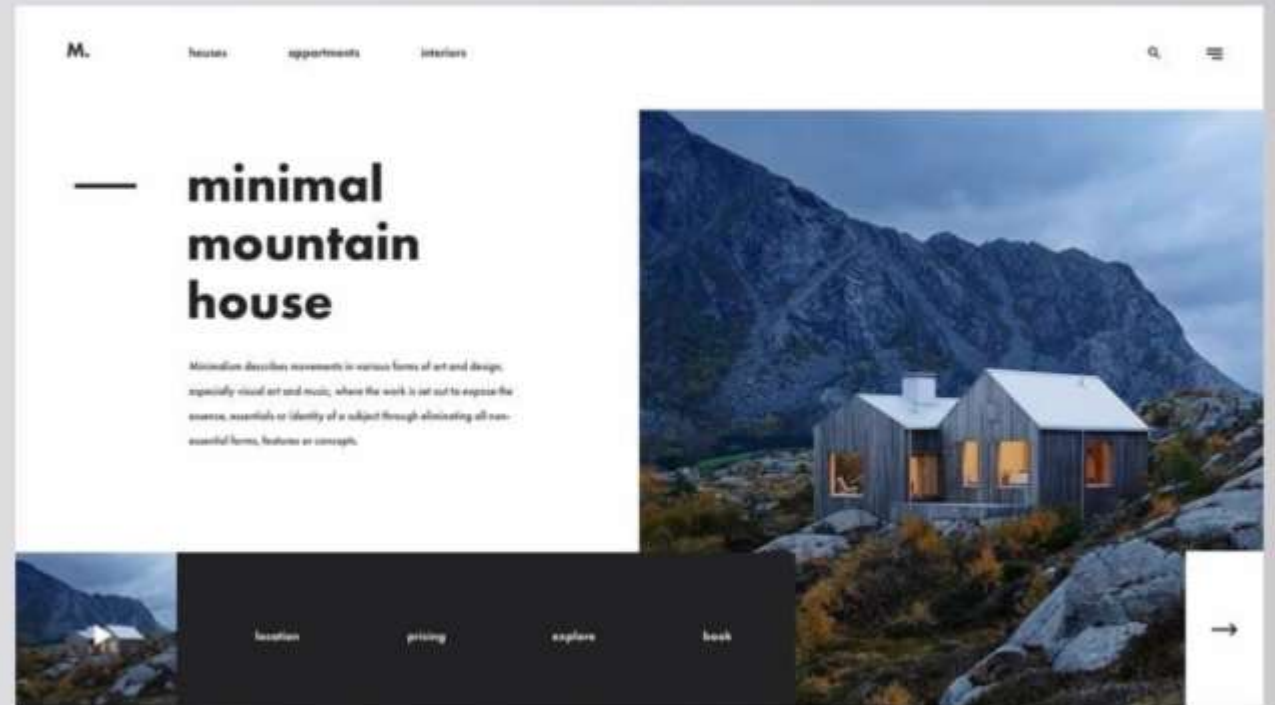 M.
houses
appartments
interiors
minimal
mountain
house
Minimalism describes movements in various forms of art and design,
especially visual art and music, where the work is set out to expose the
essence, essentials or identity of a subject through eliminating all non-
essential forms, features or concepts.
location
pricing
explore
book